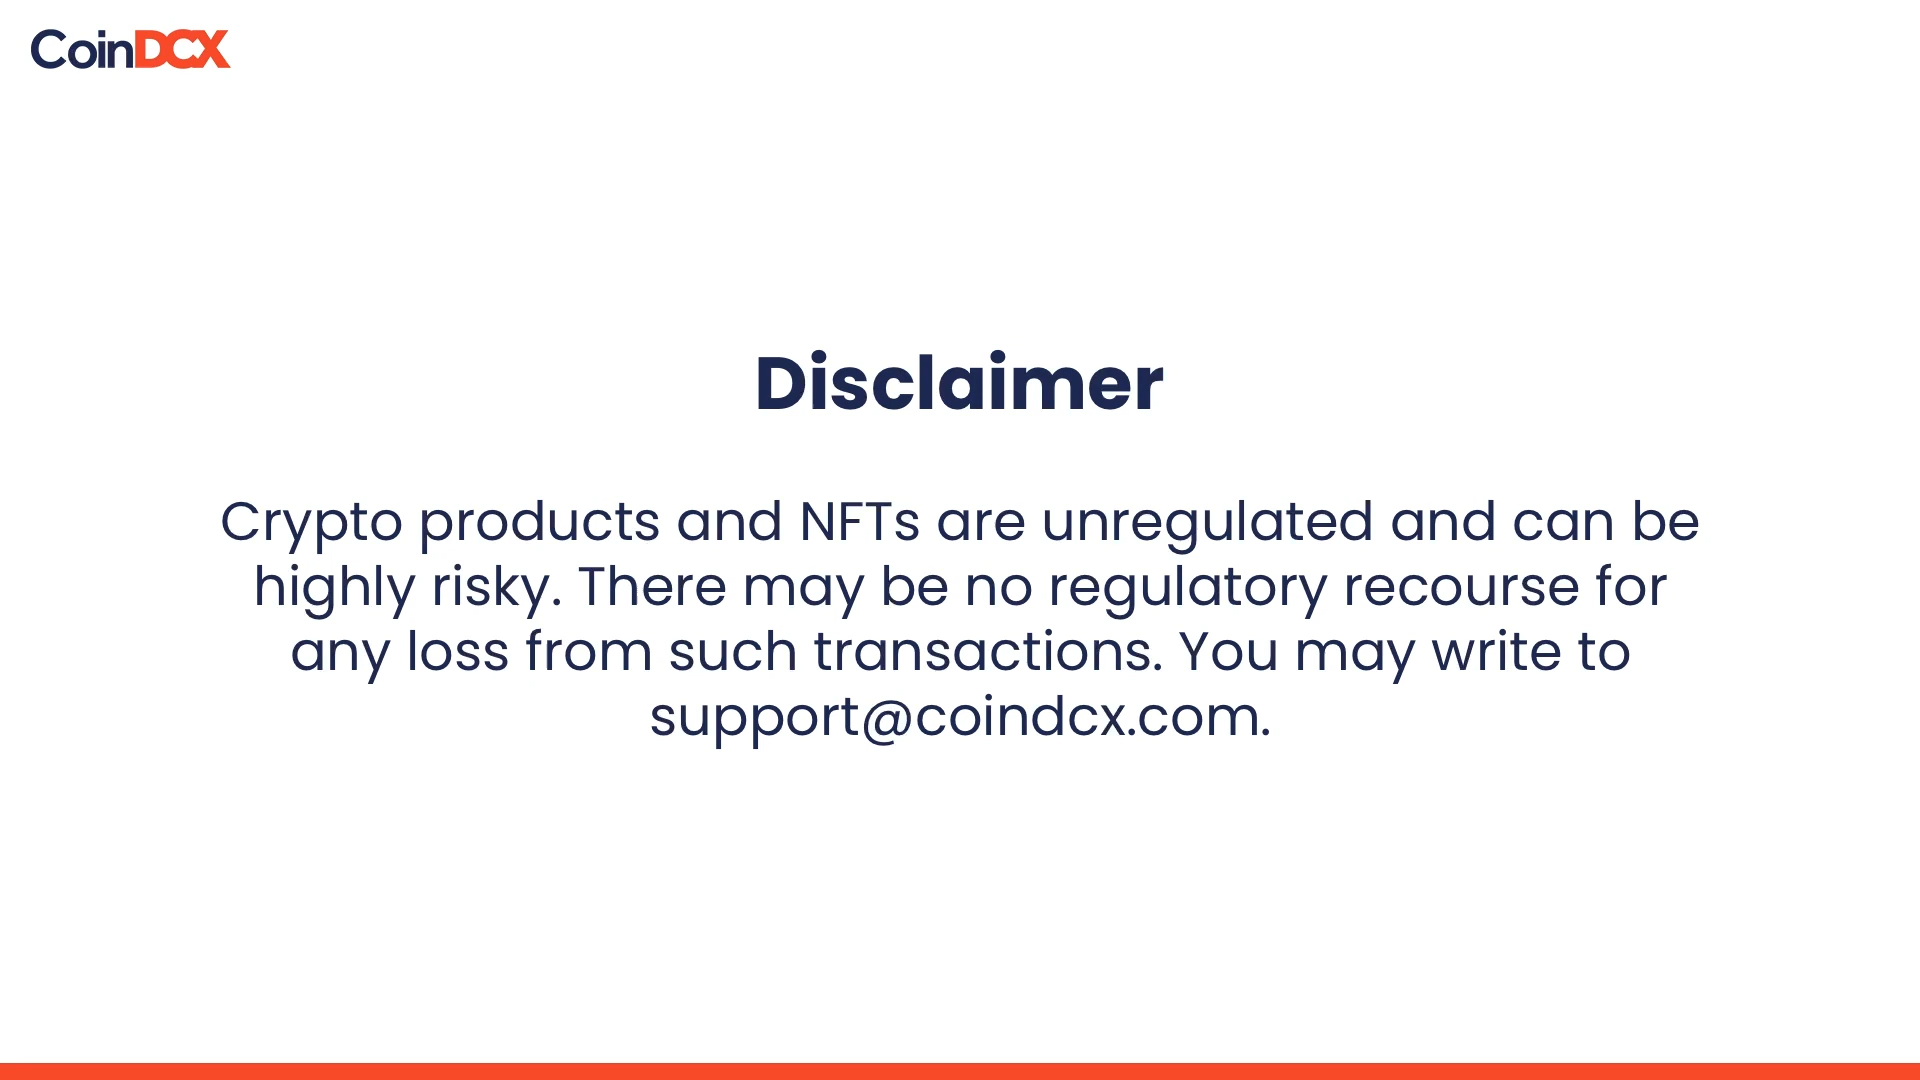 CoinDCX
Disclaimer
Crypto products and NFTs are unregulated and can be
highly risky. There may be no regulatory recourse for
any loss from such transactions. You may write to
support@coindcx.com.